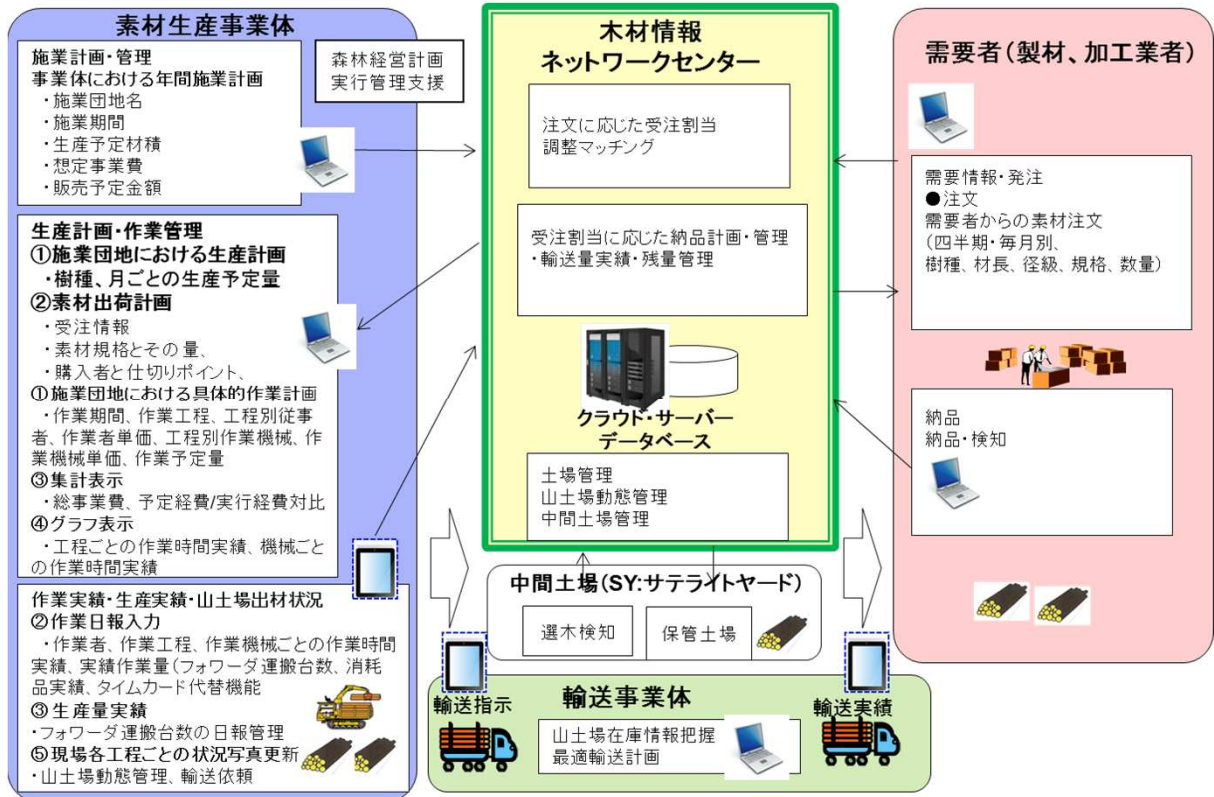 素材生産事業体
施業計画・管理
事業体における年間施業計画
・施業団地名
・施業期間
・生産予定材積
・想定事業費
・販売予定金額
森林経営計画
実行管理支援
生産計画・作業管理
①施業団地における生産計画
・樹種、月ごとの生産予定量
②素材出荷計画
・受注情報
・素材規格とその量、
・購入者と仕切りポイント、
①施業団地における具体的作業計画
・作業期間、作業工程、工程別従事
者、作業者単価、工程別作業機械、作
業機械単価、作業予定量
③集計表示
・総事業費、予定経費/実行経費対比
④グラフ表示
・工程ごとの作業時間実績、機械ごと
の作業時間実績
作業実績・生産実績・山土場出材状況
②作業日報入力
・作業者、作業工程、作業機械ごとの作業時間
実績、実績作業量(フォワーダ運搬台数、消耗
品実績、タイムカード代替機能
③生産量実績
・フォワーダ運搬台数の日報管理
⑤現場各工程ごとの状況写真更新
・山土場動態管理、輸送依頼
木材情報
ネットワークセンター
注文に応じた受注割当
調整マッチング
受注割当に応じた納品計画・管理
・輸送量実績・残量管理
クラウド・サーバー
データベース
土場管理
山土場動態管理
中間土場管理
中間土場(SY:サテライトヤード)
選木検知
保管土場
輸送事業体
輸送指示
山土場在庫情報把握
最適輸送計画
輸送実績
需要者(製材、加工業者)
需要情報・発注
●注文
需要者からの素材注文
(四半期・毎月別、
樹種、材長、径級、規格、数量)
納品
納品・検知